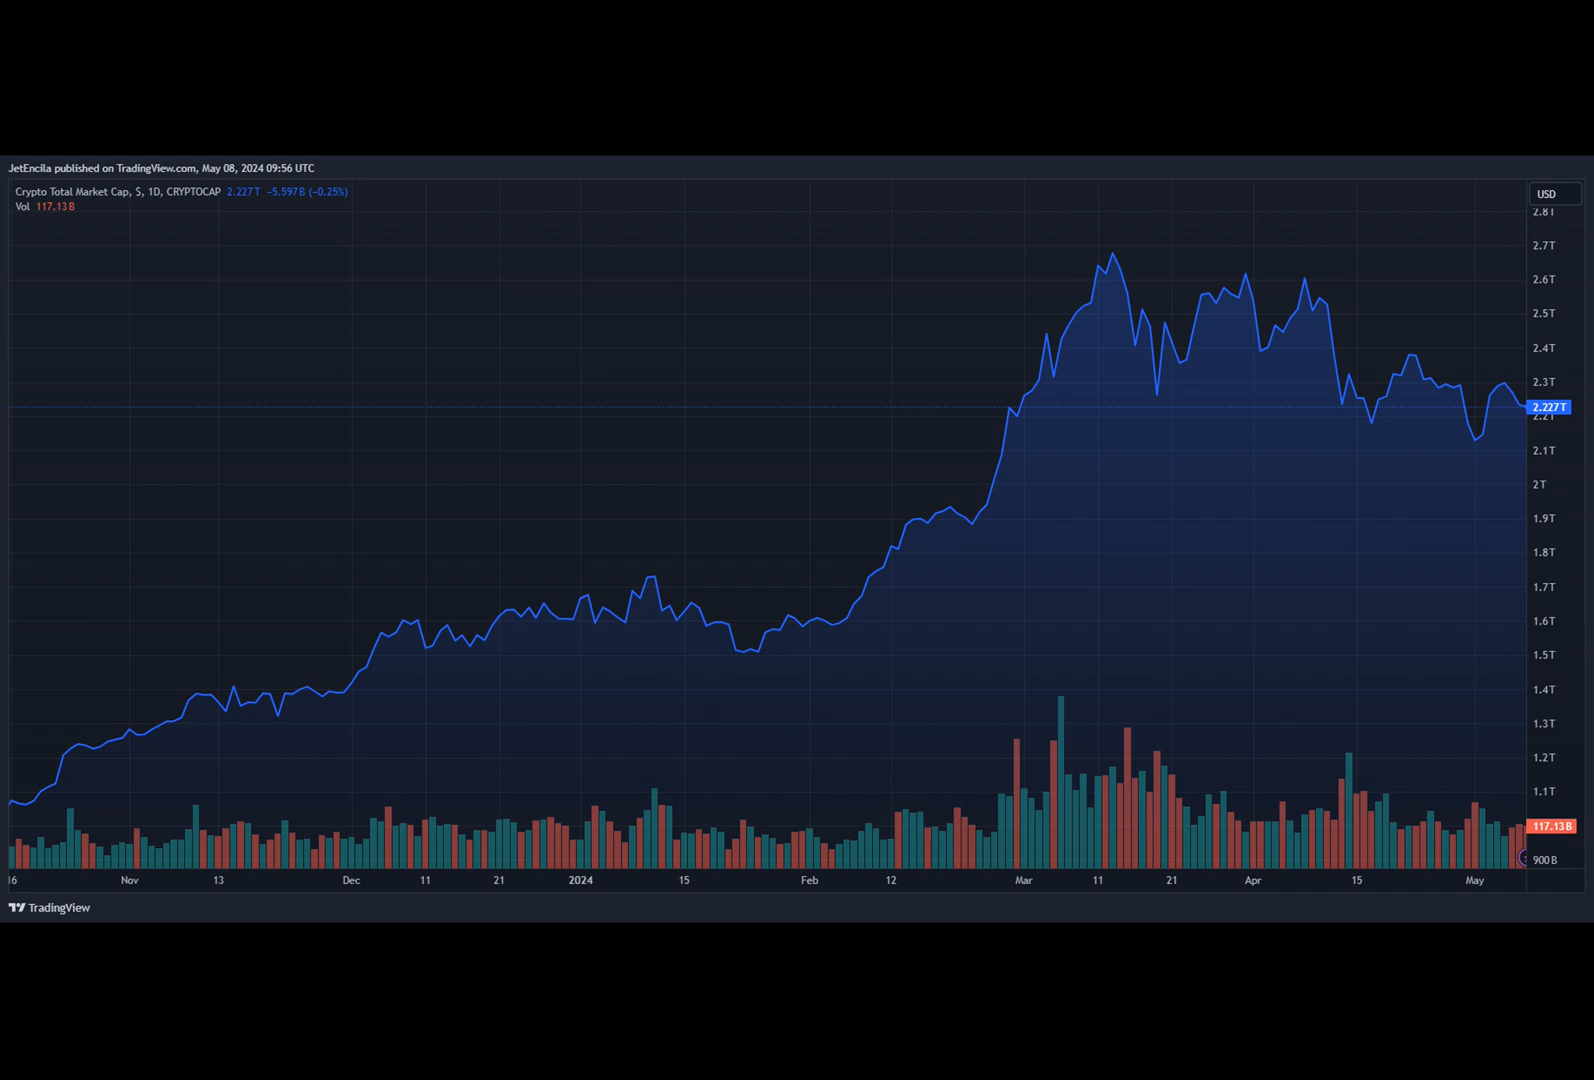 JetEncila published on TradingView.com, May 08, 2024 09:56 UTC
Crypto Total Market Cap, $, 1D, CRYPTOCAP 2.227T −5.597B (−0.25%)
Vol 117.13B
USD
2.8T
2.7T
2.6T
2.5T
2.4T
2.3T
2.227T
2.2T
2.1T
2T
1.9T
1.8T
1.7T
1.6T
1.5T
1.4T
1.3T
1.2T
1.1T
117.13B
900B
16 Nov 13 Dec 11 21 2024 15 Feb 12 Mar 11 21 Apr 15 May
TradingView